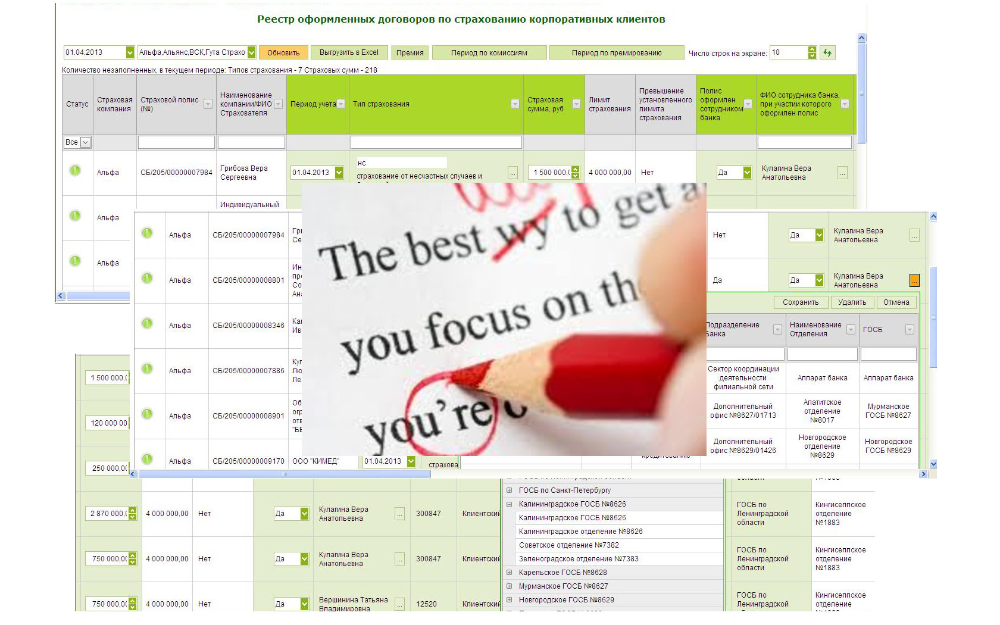 Реестр оформленных договоров по страхованию корпоративных клиентов
01.04.2013 Альфа,Альянс,ВСК,Гута Страхо Обновить Выгрузить в Excel Премия Период по комиссиям Период по премированию Число строк на экране: 10
Количество незаполненных, в текущем периоде: Типов страхования - 7 Страховых сумм - 218
Статус
Страховая
компания
Страховой полис
(№)
Наименование
компании/ФИО
Страхователя
Период учета
Тип страхования
Страховая
сумма, руб
Лимит
страхования
Превышение
установленного
лимита
страхования
Полис
оформлен
сотрудником
банка
ФИО сотрудника банка,
при участии которого
оформлен полис
Все
Альфа
СБ/205/00000007984
Грибова Вера
Сергеевна
01.04.2013
нс
страхование от несчастных случаев и
...
1 500 000,(
4 000 000,00
Нет
Да
Кулагина Вера
Анатольевна
...
Альфа
Индивидуальный
Альфа
Альфа СБ/205/00000007984
Гр
Се
Нет
Да
Кулагина Вера
Анатольевна
...
Альфа СБ/205/00000008801
Ин
пр
Со
Ан
Да
Да
Кулагина Вера
Анатольевна
...
Альфа СБ/205/00000008346
Ка
Ив
Альфа СБ/205/00000007886
Ку
Лю
Ле
Альфа СБ/205/00000008901
Об
огр
отв
"БЕ
Альфа СБ/205/00000009170 ООО "КИМЕД" 01.04.2013
страхова
кредитованию
The best wy to get a
you focus on th
you're
Сохранить Удалить Отмена
Подразделение
Банка
Наименование
Отделения
ГОСБ
Сектор координации
деятельности
филиальной сети
Аппарат банка
Аппарат банка
Дополнительный
офис №8627/01713
Апатитское
отделение
№8017
Мурманское
ГОСБ №8627
Дополнительный
офис №8629/01426
Новгородское
отделение
№8629
Новгородское
ГОСБ №8629
1 500 000,(
120 000 00
250 000,0(
2 870 000,( 4 000 000,00 Нет Да
Кулагина Вера
Анатольевна
... 300847 Клиентский
750 000,0( 4 000 000,00 Нет Да
Кулагина Вера
Анатольевна
... 300847 Клиентский
750 000,0( 4 000 000,00 Нет Да
Вершинина Татьяна
Владимировна
... 12520 Клиентский
ГОСБ по Ленинградской области
ГОСБ по Санкт-Петербургу
Калининградское ГОСБ №8626
Калининградское ГОСБ №8626
Калининградское отделение №8626
Советское отделение №7382
Зеленоградское отделение №7383
Карельское ГОСБ №8628
Мурманское ГОСБ №8627
Новгородское ГОСБ №8629
области
№1883
ГОСБ по
Ленинградской
области
Кингисеппское
отделение
№1883
ГОСБ по
Ленинградской
области
Кингисеппское
отделение
№1883
ГОСБ по
Ленинградской
Кингисеппское
отделение